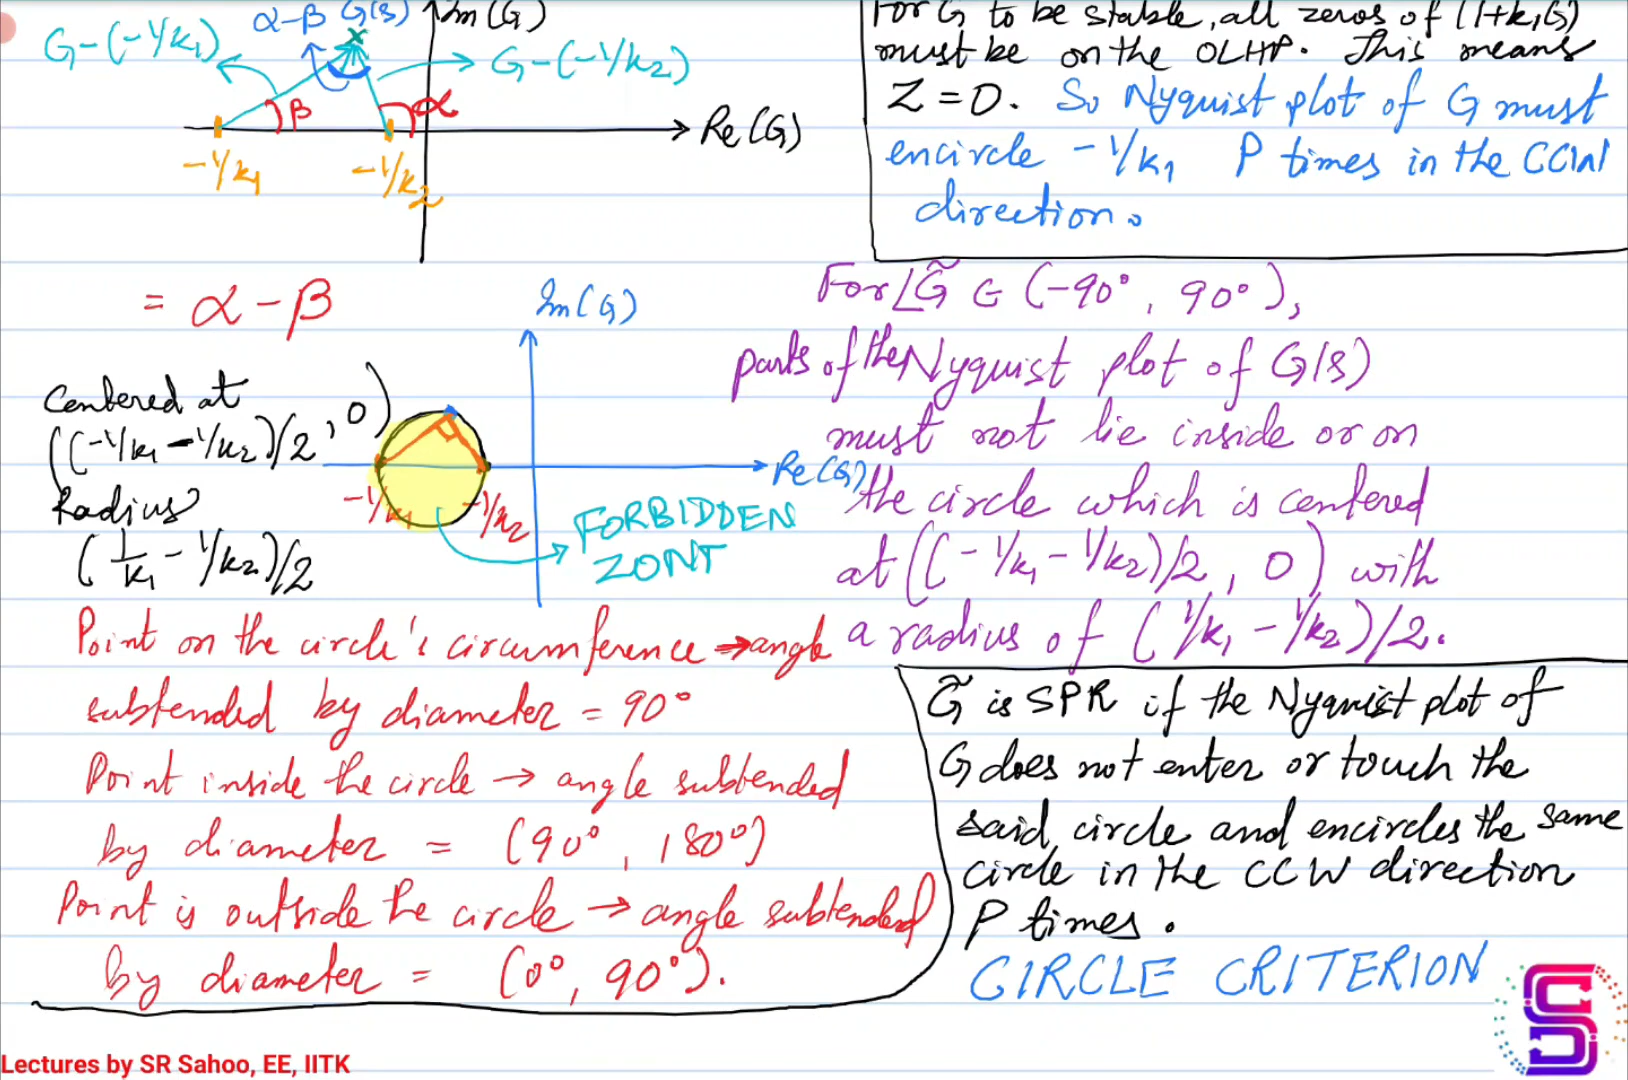 α-β G(s) Im(G)
G-(-1/k₁)
G-(-1/k₂)
β α
Re(G)
-1/k₁ -1/k₂
For G̃ to be stable, all zeros of (1+k₁G)
must be on the OLHP. This means
Z=0. So Nyquist plot of G must
encircle -1/k₁ P times in the CCW
direction.
= α-β
Im(G)
Centered at
((-1/k₁-1/k₂)/2, 0)
Radius
(1/k₁-1/k₂)/2
-1/k₁ -1/k₂
Re(G)
FORBIDDEN
ZONE
For ∠G̃ ∈ (-90°, 90°),
parts of the Nyquist plot of G(s)
must not lie inside or on
the circle which is centered
at ((-1/k₁-1/k₂)/2, 0) with
a radius of (1/k₁-1/k₂)/2.
Point on the circle's circumference → angle
subtended by diameter = 90°
Point inside the circle → angle subtended
by diameter = (90°, 180°)
Point is outside the circle → angle subtended
by diameter = (0°, 90°).
G̃ is SPR if the Nyquist plot of
G does not enter or touch the
said circle and encircles the same
circle in the CCW direction
P times.
CIRCLE CRITERION
Lectures by SR Sahoo, EE, IITK